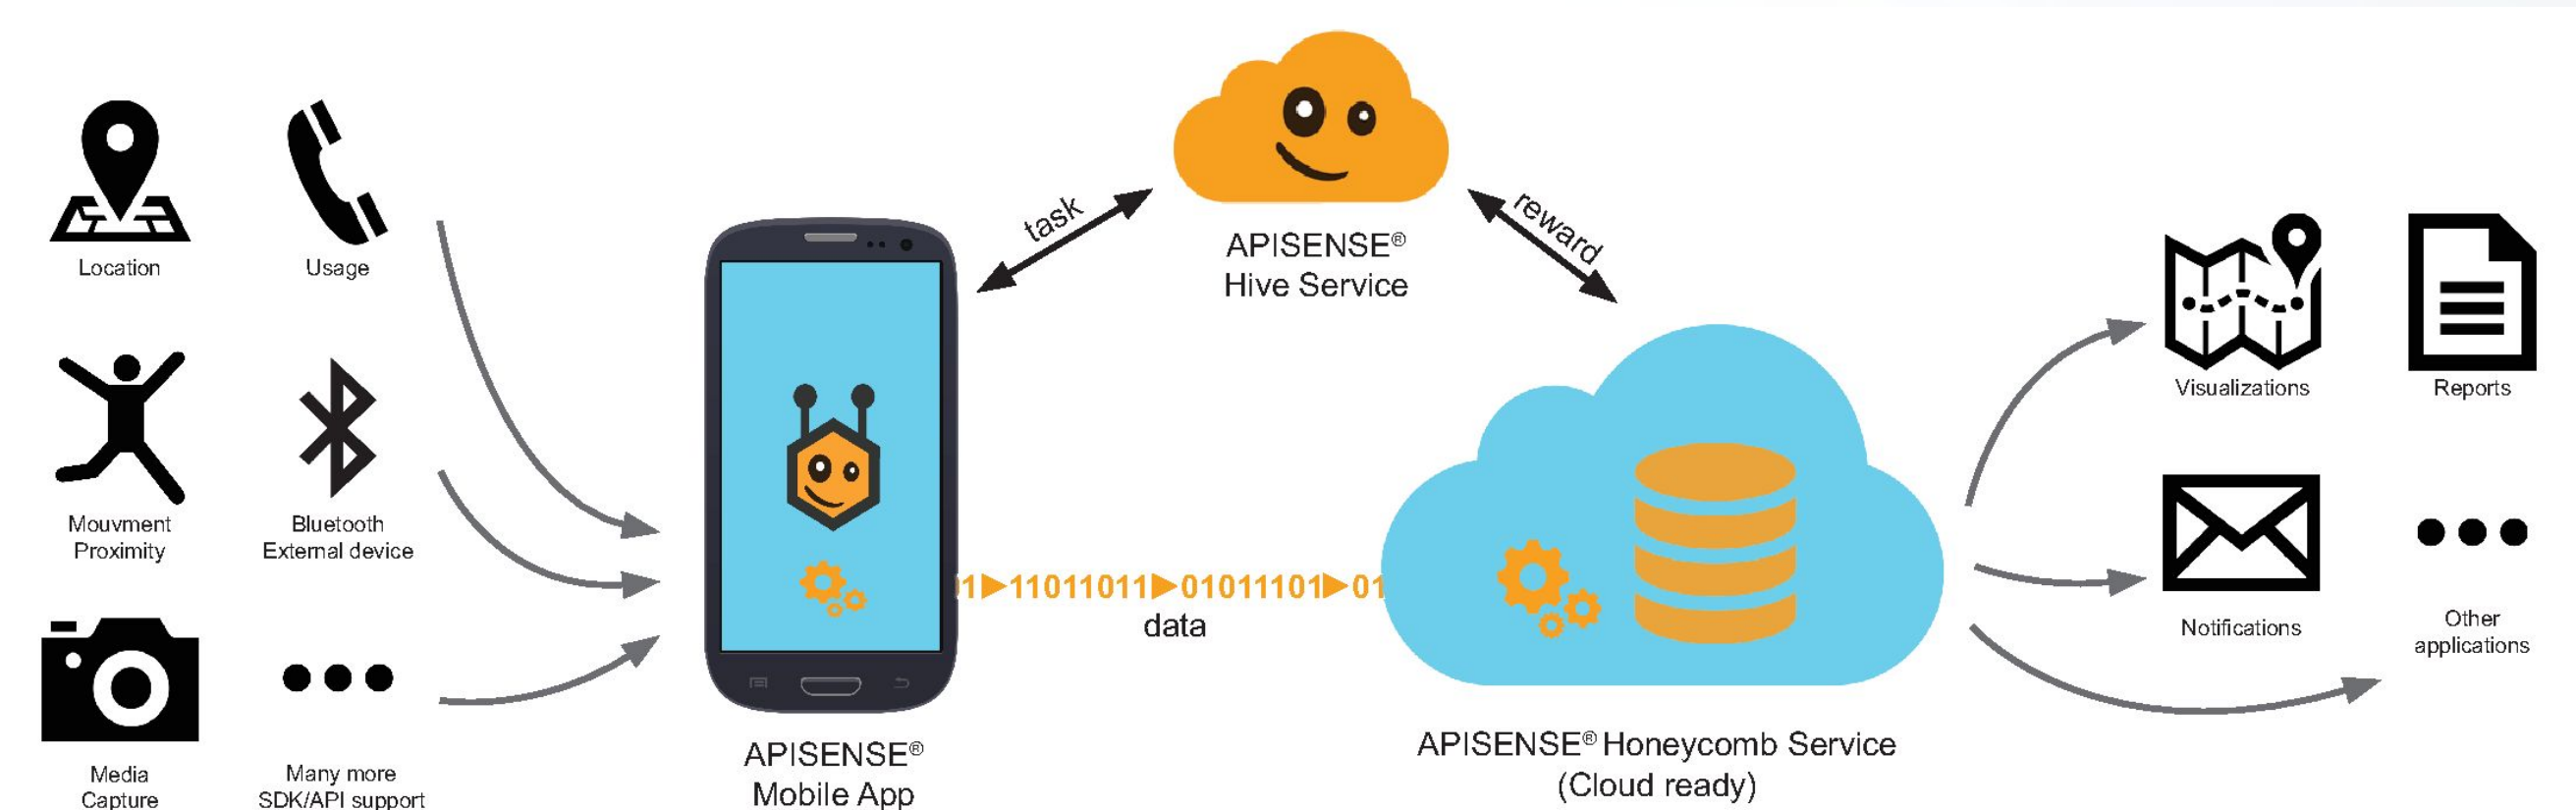 Location
Usage
Mouvment
Proximity
Bluetooth
External device
Media
Capture
Many more
SDK/API support
APISENSE®
Mobile App
task
APISENSE®
Hive Service
reward
1▶11011011▶01011101▶01
data
APISENSE® Honeycomb Service
(Cloud ready)
Visualizations
Reports
Notifications
Other
applications